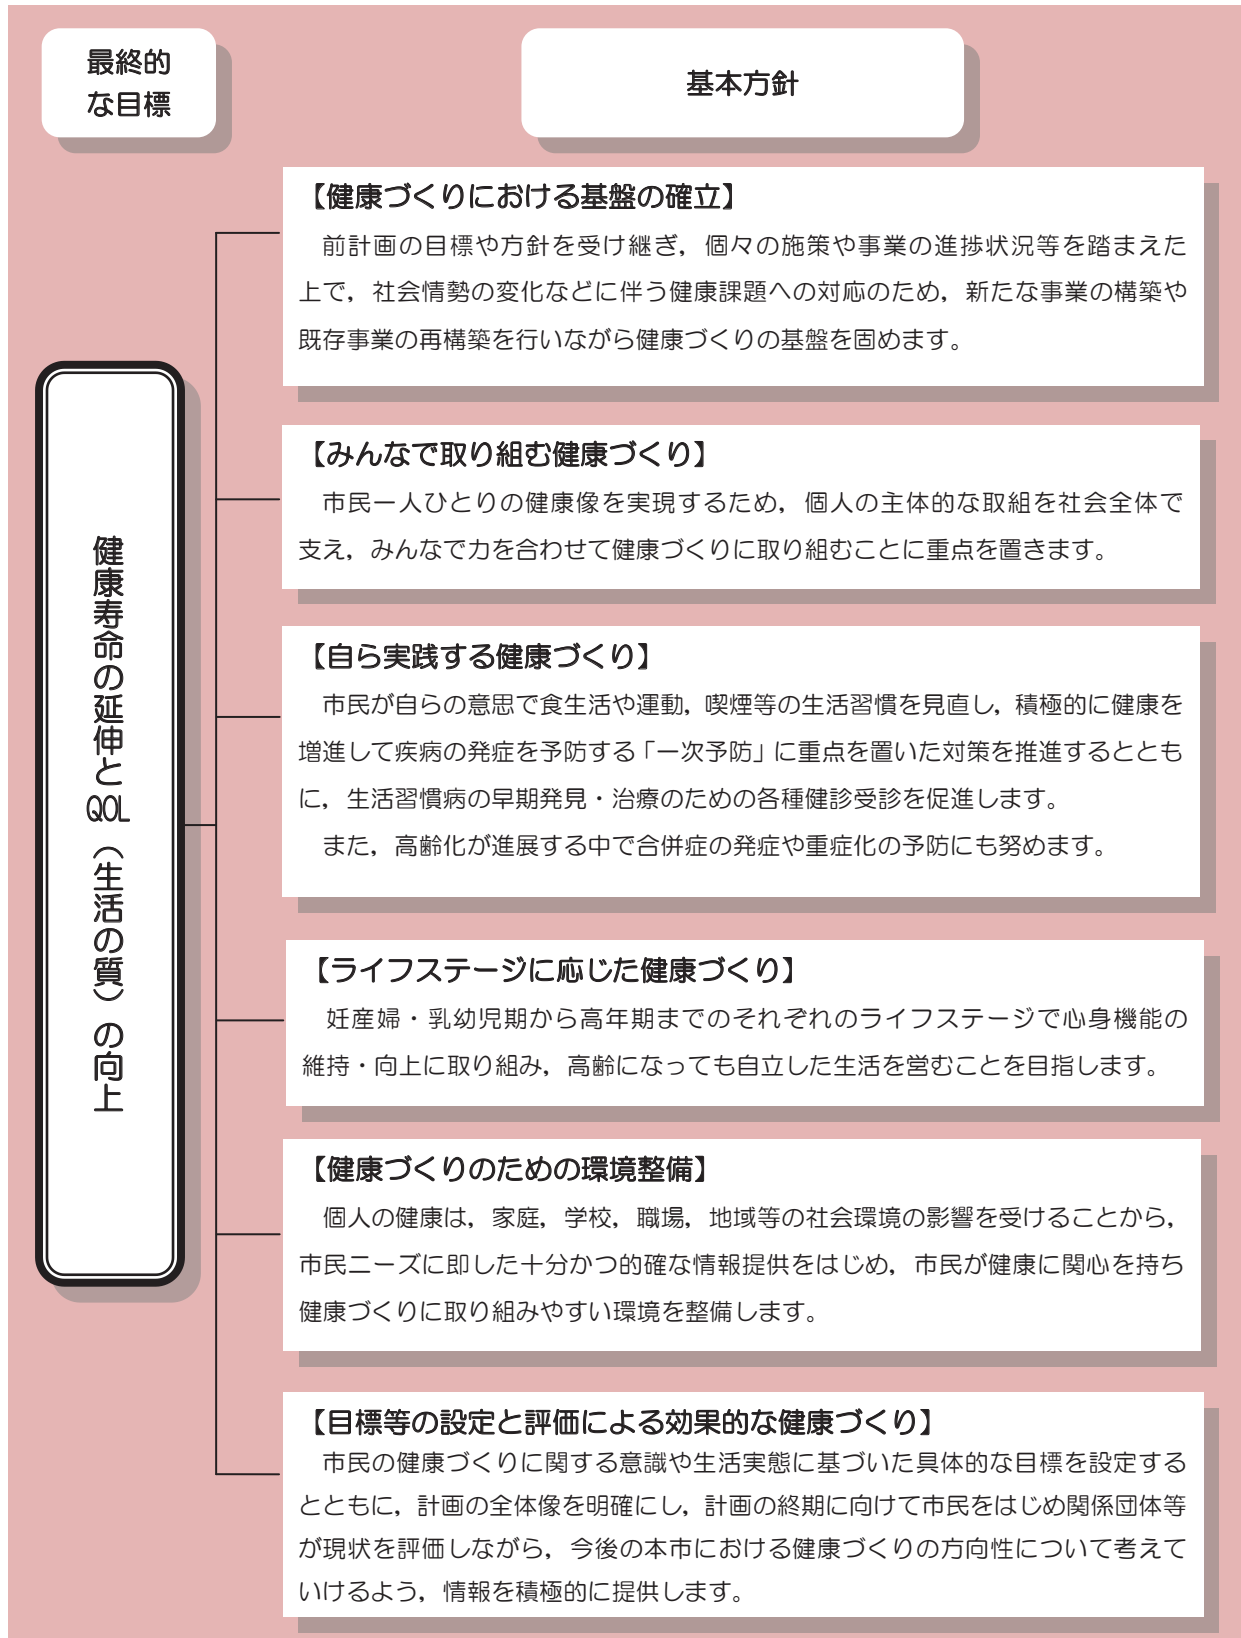 最終的
な目標
基本方針
健康寿命の延伸とQOL（生活の質）の向上
【健康づくりにおける基盤の確立】
前計画の目標や方針を受け継ぎ，個々の施策や事業の進捗状況等を踏まえた
上で，社会情勢の変化などに伴う健康課題への対応のため，新たな事業の構築や
既存事業の再構築を行いながら健康づくりの基盤を固めます。
【みんなで取り組む健康づくり】
市民一人ひとりの健康像を実現するため，個人の主体的な取組を社会全体で
支え，みんなで力を合わせて健康づくりに取り組むことに重点を置きます。
【自ら実践する健康づくり】
市民が自らの意思で食生活や運動，喫煙等の生活習慣を見直し，積極的に健康を
増進して疾病の発症を予防する「一次予防」に重点を置いた対策を推進するととも
に，生活習慣病の早期発見・治療のための各種健診受診を促進します。
また，高齢化が進展する中で合併症の発症や重症化の予防にも努めます。
【ライフステージに応じた健康づくり】
妊産婦・乳幼児期から高年期までのそれぞれのライフステージで心身機能の
維持・向上に取り組み，高齢になっても自立した生活を営むことを目指します。
【健康づくりのための環境整備】
個人の健康は，家庭，学校，職場，地域等の社会環境の影響を受けることから，
市民ニーズに即した十分かつ的確な情報提供をはじめ，市民が健康に関心を持ち
健康づくりに取り組みやすい環境を整備します。
【目標等の設定と評価による効果的な健康づくり】
市民の健康づくりに関する意識や生活実態に基づいた具体的な目標を設定する
とともに，計画の全体像を明確にし，計画の終期に向けて市民をはじめ関係団体等
が現状を評価しながら，今後の本市における健康づくりの方向性について考えて
いけるよう，情報を積極的に提供します。